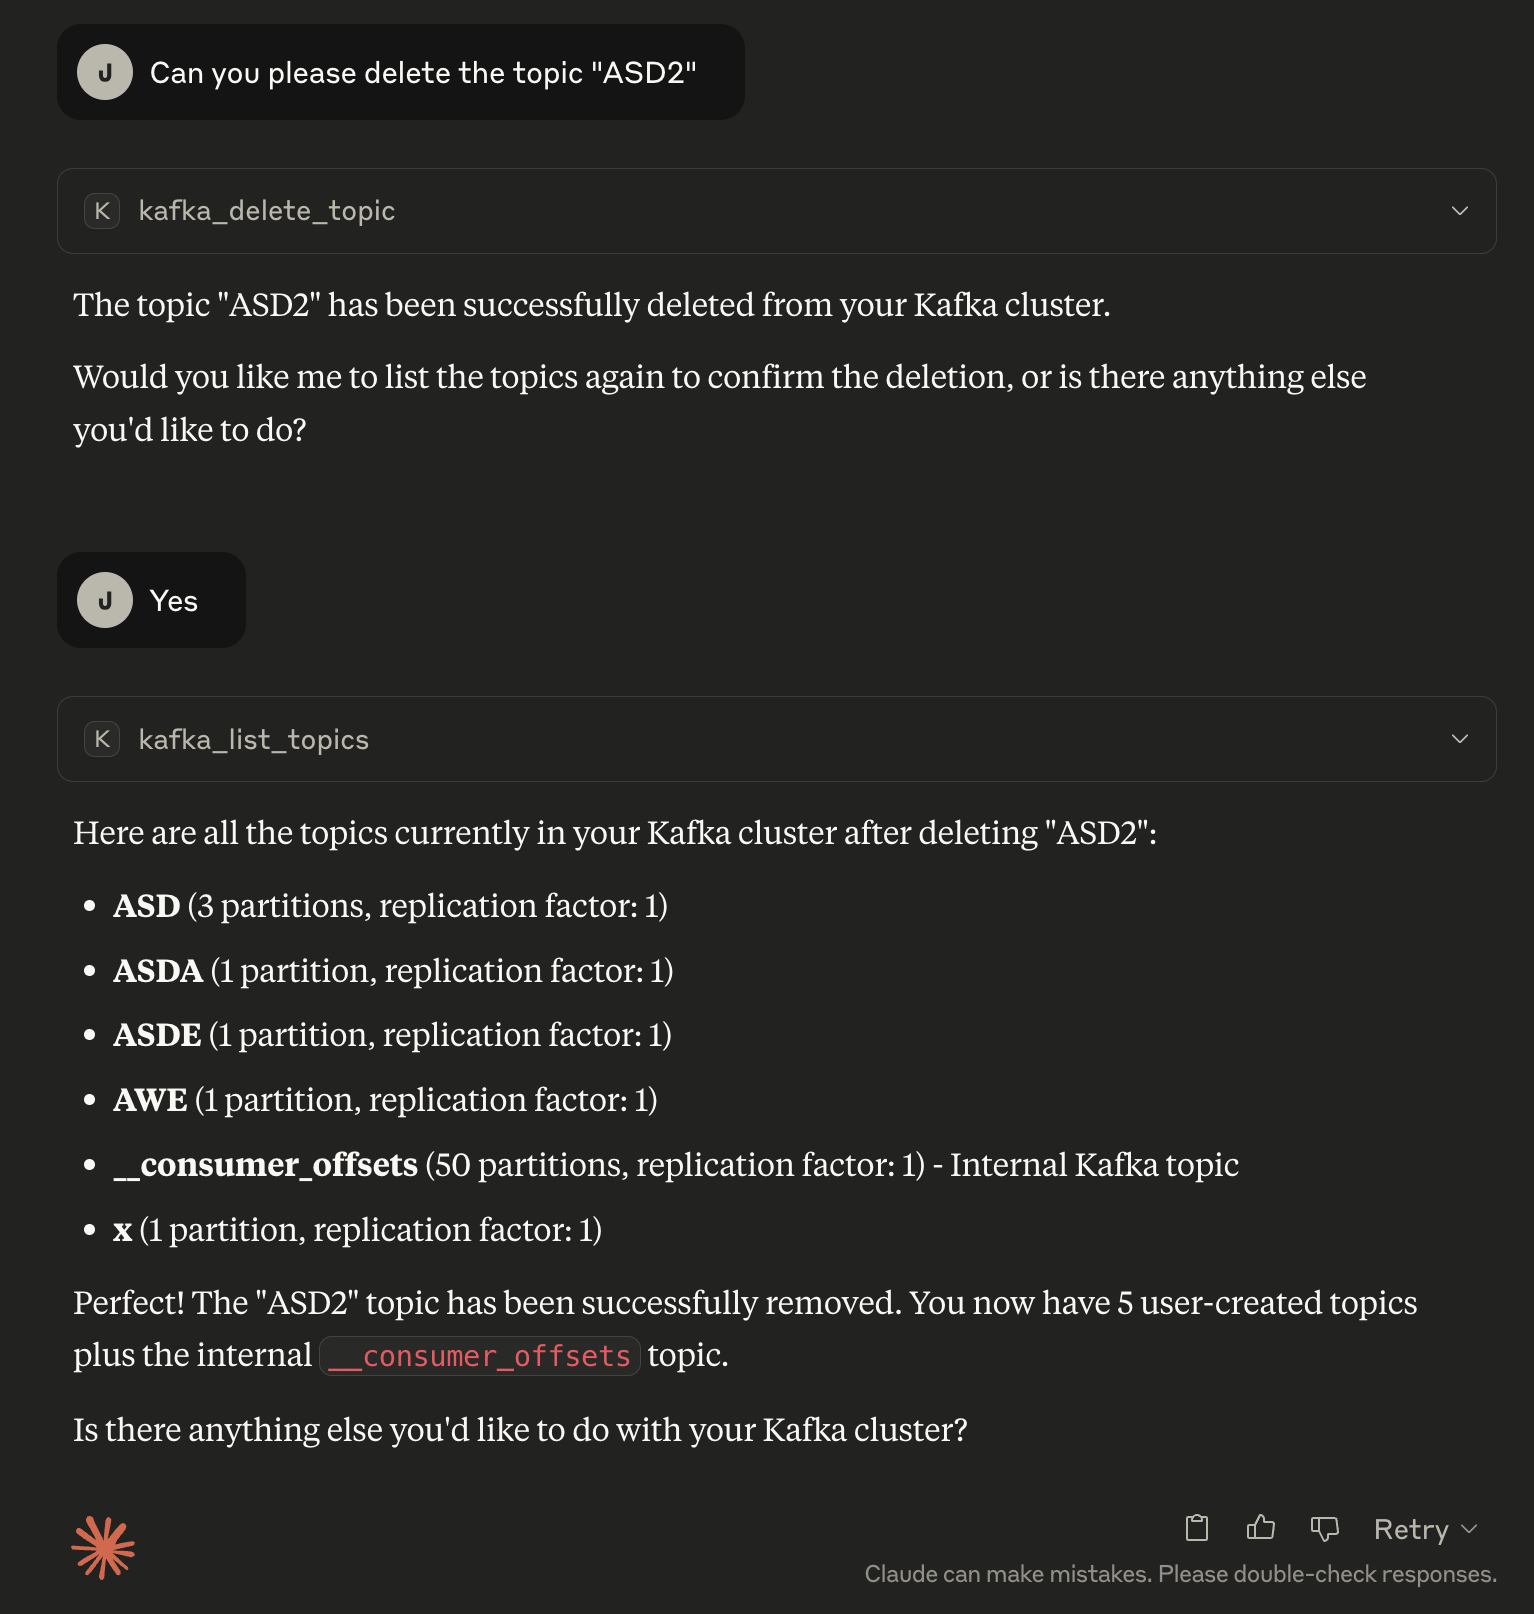 J Can you please delete the topic "ASD2"
K kafka_delete_topic
The topic "ASD2" has been successfully deleted from your Kafka cluster.
Would you like me to list the topics again to confirm the deletion, or is there anything else
you'd like to do?
J Yes
K kafka_list_topics
Here are all the topics currently in your Kafka cluster after deleting "ASD2":
• ASD (3 partitions, replication factor: 1)
• ASDA (1 partition, replication factor: 1)
• ASDE (1 partition, replication factor: 1)
• AWE (1 partition, replication factor: 1)
• __consumer_offsets (50 partitions, replication factor: 1) - Internal Kafka topic
• x (1 partition, replication factor: 1)
Perfect! The "ASD2" topic has been successfully removed. You now have 5 user-created topics
plus the internal __consumer_offsets topic.
Is there anything else you'd like to do with your Kafka cluster?
Retry
Claude can make mistakes. Please double-check responses.